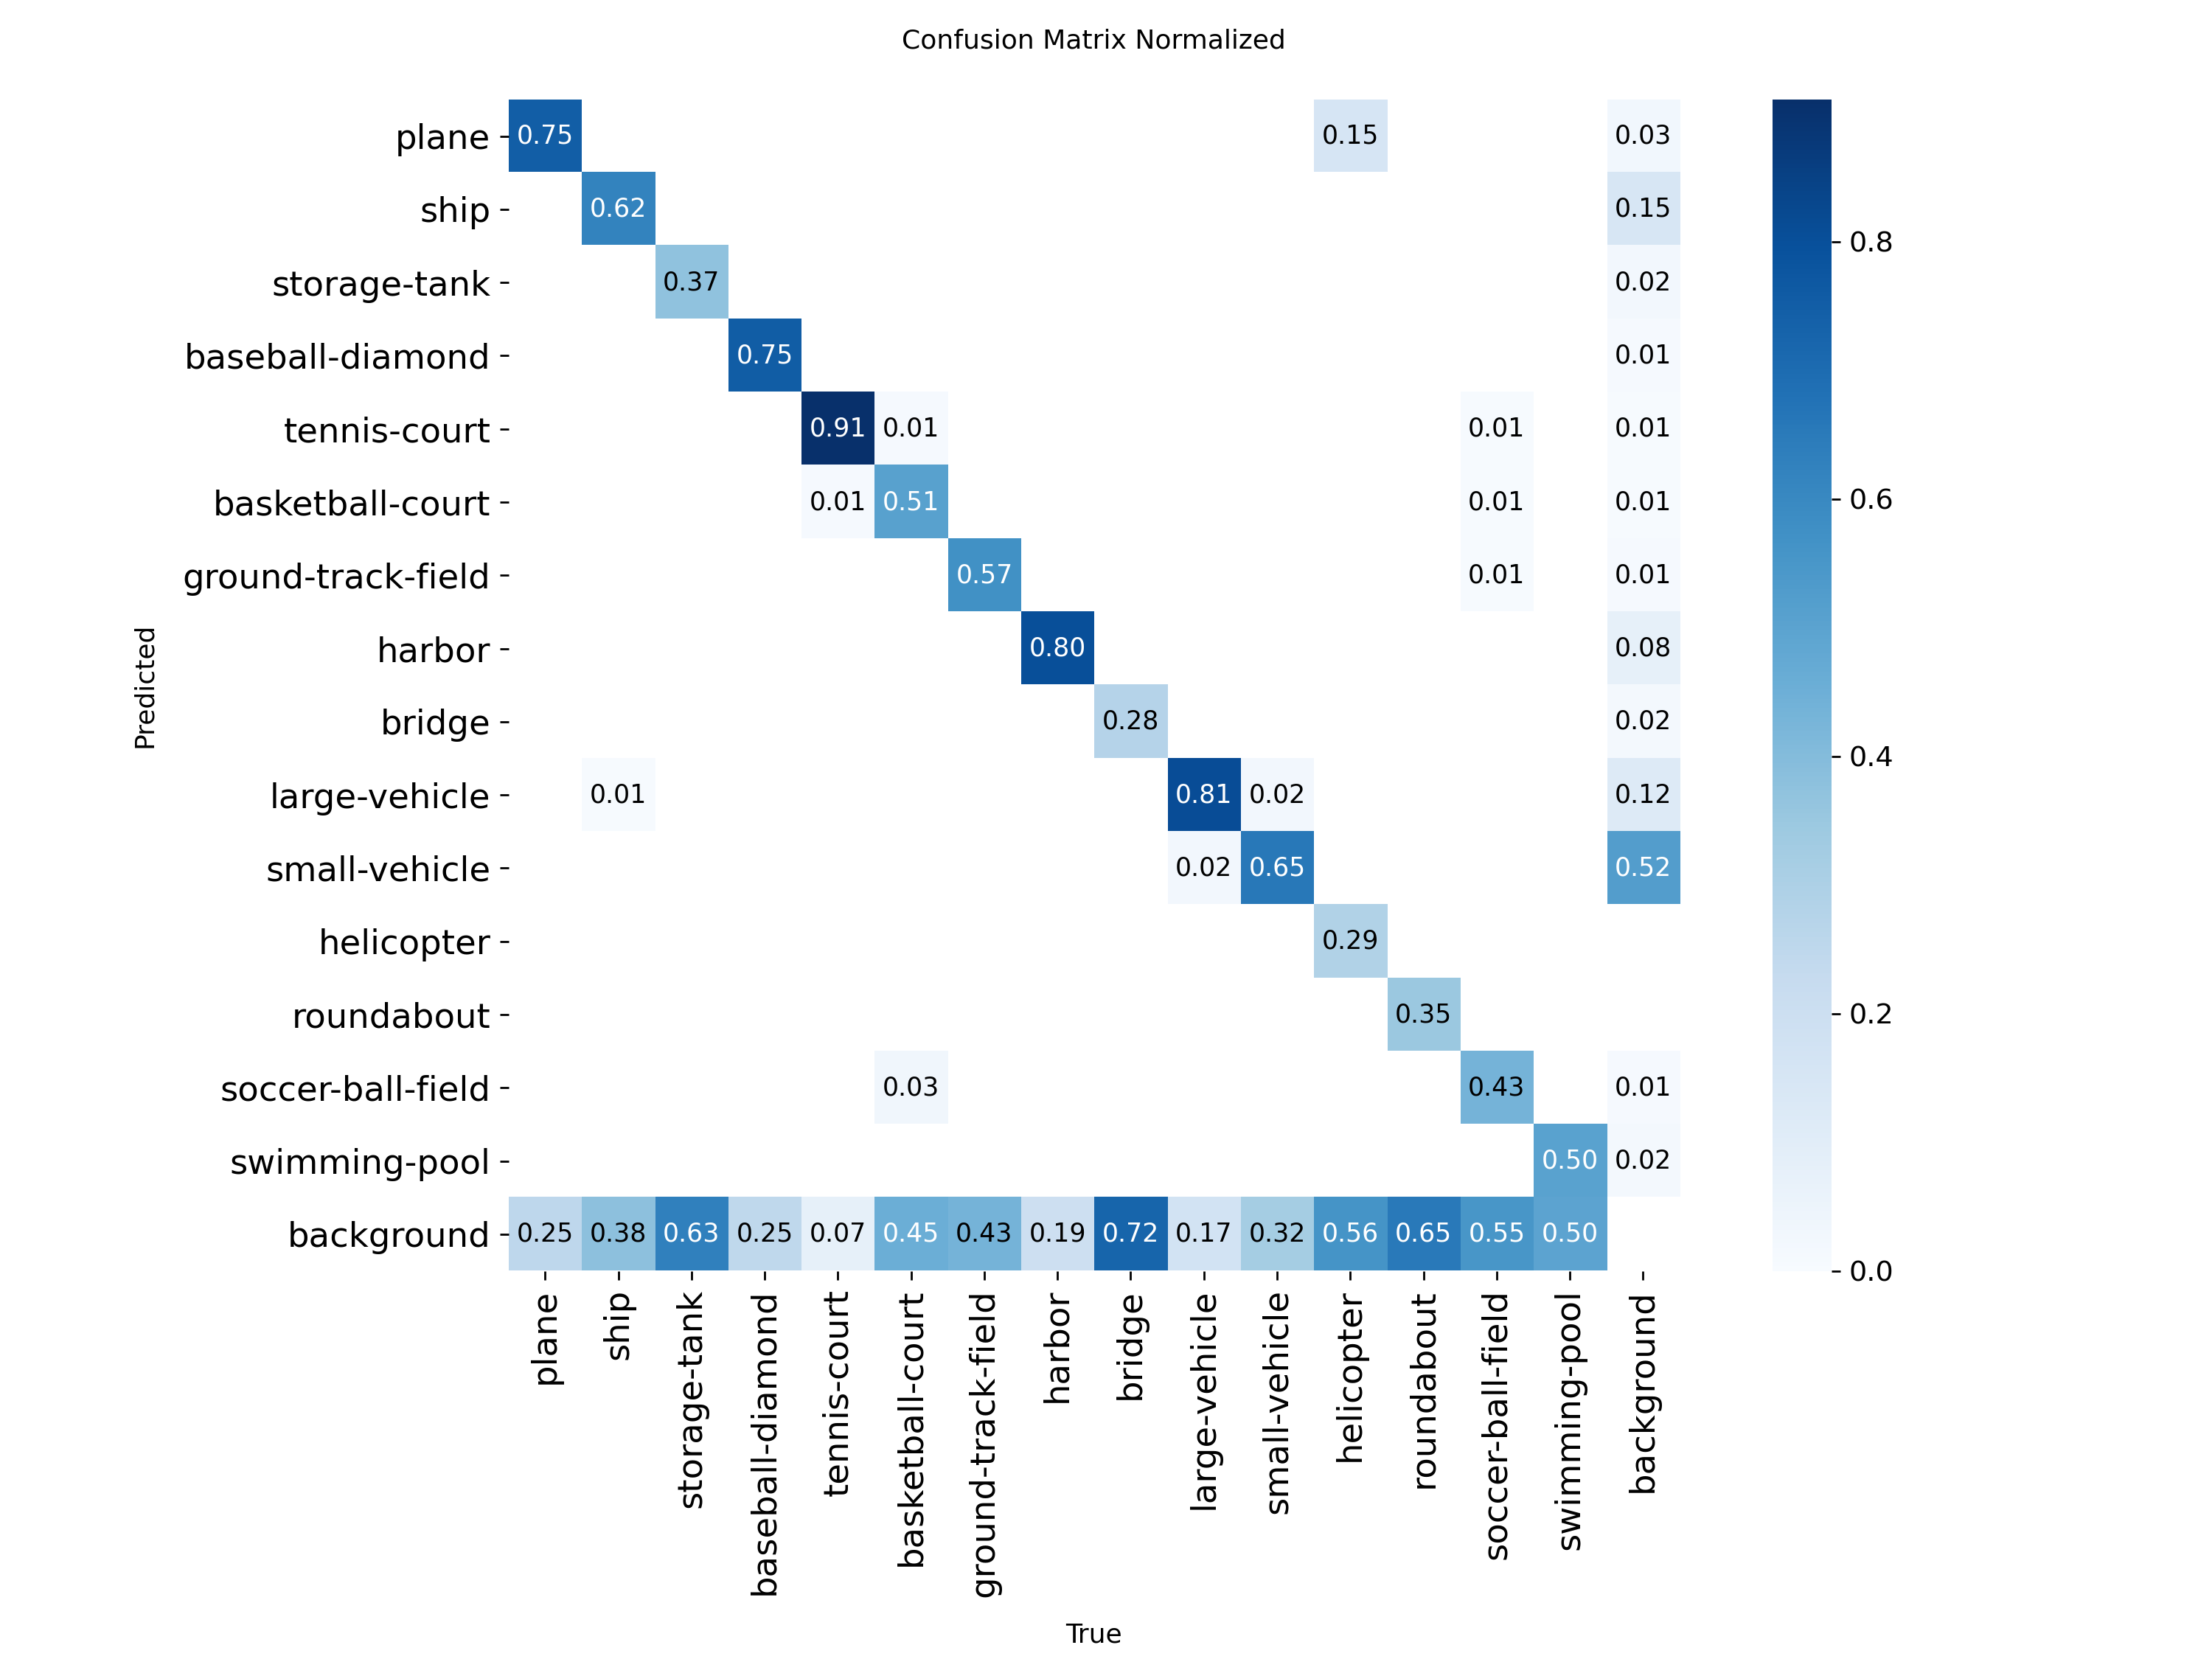 Confusion Matrix Normalized
plane 0.75 0.15 0.03
ship 0.62 0.15
storage-tank 0.37 0.02
baseball-diamond 0.75 0.01
tennis-court 0.91 0.01 0.01 0.01
basketball-court 0.01 0.51 0.01 0.01
ground-track-field 0.57 0.01 0.01
harbor 0.80 0.08
bridge 0.28 0.02
large-vehicle 0.01 0.81 0.02 0.12
small-vehicle 0.02 0.65 0.52
helicopter 0.29
roundabout 0.35
soccer-ball-field 0.03 0.43 0.01
swimming-pool 0.50 0.02
background 0.25 0.38 0.63 0.25 0.07 0.45 0.43 0.19 0.72 0.17 0.32 0.56 0.65 0.55 0.50
Predicted
plane
ship
storage-tank
baseball-diamond
tennis-court
basketball-court
ground-track-field
harbor
bridge
large-vehicle
small-vehicle
helicopter
roundabout
soccer-ball-field
swimming-pool
background
True
0.8
0.6
0.4
0.2
0.0